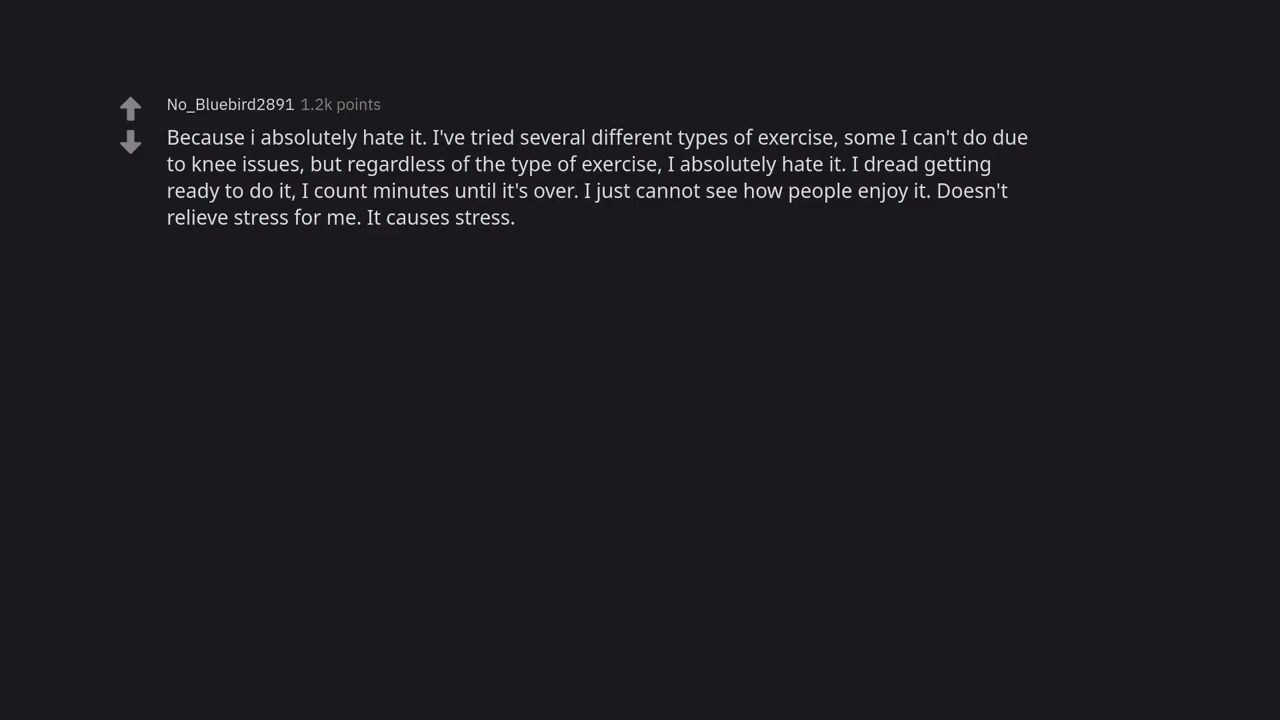 No_Bluebird2891 1.2k points
Because i absolutely hate it. I've tried several different types of exercise, some I can't do due
to knee issues, but regardless of the type of exercise, I absolutely hate it. I dread getting
ready to do it, I count minutes until it's over. I just cannot see how people enjoy it. Doesn't
relieve stress for me. It causes stress.